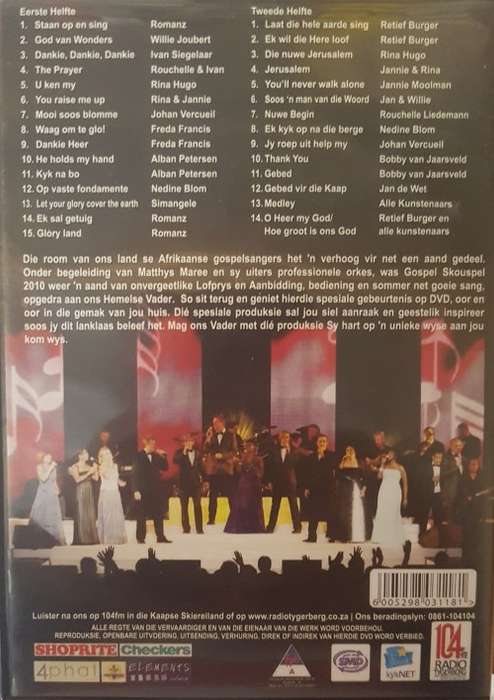 Eerste Helfte
1. Staan op en sing Romanz
2. God van Wonders Willie Joubert
3. Dankie, Dankie, Dankie Ivan Siegelaar
4. The Prayer Rouchelle & Ivan
5. U ken my Rina Hugo
6. You raise me up Rina & Jannie
7. Mooi soos blomme Johan Vercueil
8. Waag om te glo! Freda Francis
9. Dankie Heer Freda Francis
10. He holds my hand Alban Petersen
11. Kyk na bo Alban Petersen
12. Op vaste fondamente Nedine Blom
13. Let your glory cover the earth Simangele
14. Ek sal getuig Romanz
15. Glory land Romanz
Tweede Helfte
1. Laat die hele aarde sing Retief Burger
2. Ek wil die Here loof Retief Burger
3. Die nuwe Jerusalem Rina Hugo
4. Jerusalem Jannie & Rina
5. You'll never walk alone Jannie Moolman
6. Soos 'n man van die Woord Jan & Willie
7. Nuwe Begin Rouchelle Liedemann
8. Ek kyk op na die berge Nedine Blom
9. Jy roep uit help my Johan Vercueil
10. Thank You Bobby van Jaarsveld
11. Gebed Bobby van Jaarsveld
12. Gebed vir die Kaap Jan de Wet
13. Medley Alle Kunstenaars
14. O Heer my God/ Retief Burger en
Hoe groot is ons God alle kunstenaars
Die room van ons land se Afrikaanse gospelsangers het 'n verhoog vir net een aand gedeel.
Onder begeleiding van Matthys Maree en sy uiters professionele orkes, was Gospel Skouspel
2010 weer 'n aand van onvergeetlike Lofprys en Aanbidding, bediening en sommer net goeie sang,
opgedra aan ons Hemelse Vader. So sit terug en geniet hierdie spesiale gebeurtenis op DVD, oor en
oor in die gemak van jou huis. Dié spesiale produksie sal jou siel aanraak en geestelik inspireer
soos jy dit lanklaas beleef het. Mag ons Vader met dié produksie Sy hart op 'n unieke wyse aan jou
kom wys.
6005298 031181
Luister na ons op 104fm in die Kaapse Skiereiland of op www.radiotygerberg.co.za | Ons beradingslyn: 0861-104104
ALLE REGTE VAN DIE VERVAARDIGER EN VAN DIE EIENAAR VAN DIE WERK WORD VOORBEHOU.
REPRODUKSIE, OPENBARE UITVOERING, UITSENDING, VERHURING, DIREK OF INDIREK VAN HIERDIE DVD WORD VERBIED.
SHOPRITE Checkers
4phal ELEMENTS
SMD
kykNET
104 FM
RADIO
TYGERBERG